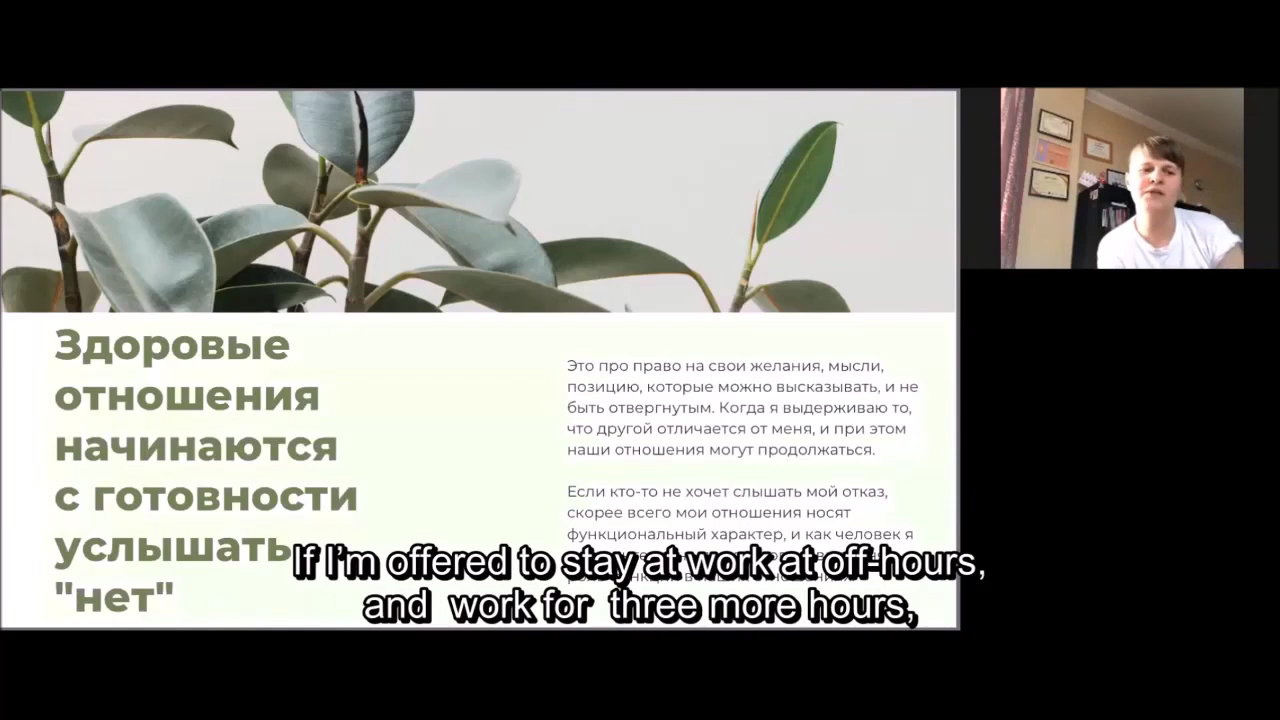 Здоровые
отношения
начинаются
с готовности
услышать
"нет"
Это про право на свои желания, мысли,
позицию, которые можно высказывать, и не
быть отвергнутым. Когда я выдерживаю то,
что другой отличается от меня, и при этом
наши отношения могут продолжаться.
Если кто-то не хочет слышать мой отказ,
скорее всего мои отношения носят
функциональный характер, и как человек я
If I'm offered to stay at work at off-hours,
and work for three more hours,